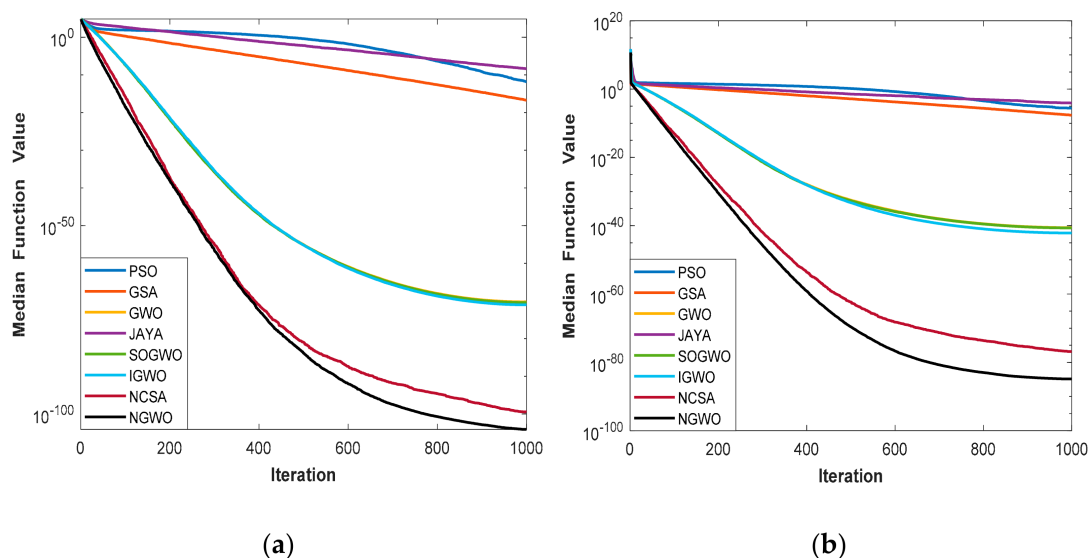 10^0
10^-50
10^-100
Median Function Value
PSO
GSA
GWO
JAYA
SOGWO
IGWO
NCSA
NGWO
0 200 400 600 800 1000
Iteration
(a)
10^20
10^0
10^-20
10^-40
10^-60
10^-80
10^-100
Median Function Value
PSO
GSA
GWO
JAYA
SOGWO
IGWO
NCSA
NGWO
0 200 400 600 800 1000
Iteration
(b)